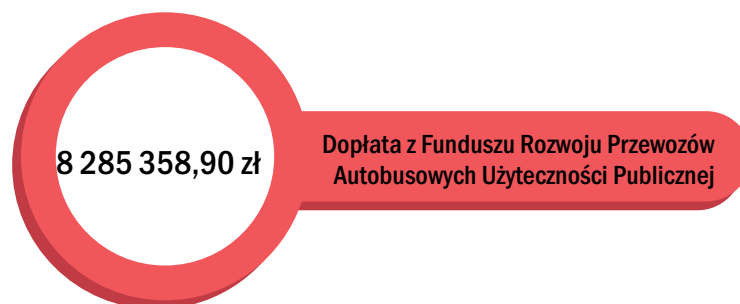 8 285 358,90 zł
Dopłata z Funduszu Rozwoju Przewozów
Autobusowych Użyteczności Publicznej